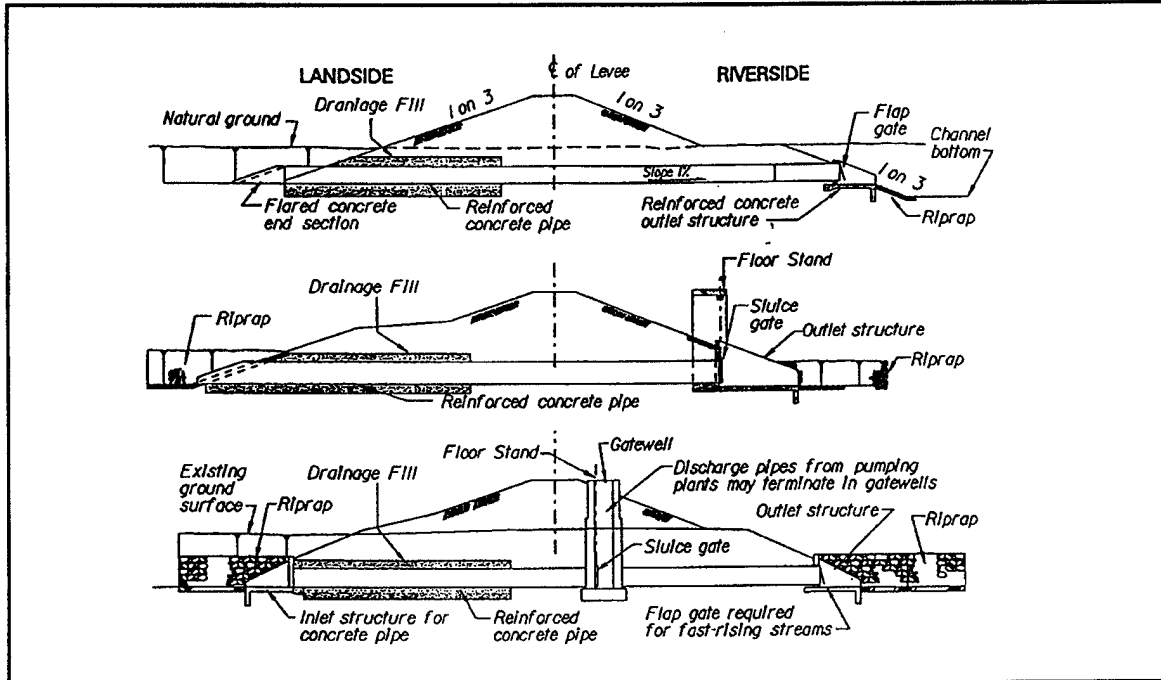 LANDSIDE
℄ of Levee
RIVERSIDE
Draniage Fill
1 on 3
1 on 3
Natural ground
Flap
gate
Channel
bottom
Slope 1%
1 on 3
Flared concrete
end section
Reinforced
concrete pipe
Reinforced concrete
outlet structure
Riprap
Floor Stand
Drainage Fill
Riprap
Sluice
gate
Outlet structure
Riprap
Reinforced concrete pipe
Floor Stand
Gatewell
Existing
ground
surface
Riprap
Drainage Fill
Discharge pipes from pumping
plants may terminate in gatewells
Outlet structure
Riprap
Sluice gate
Inlet structure for
concrete pipe
Reinforced
concrete pipe
Flap gate required
for fast-rising streams